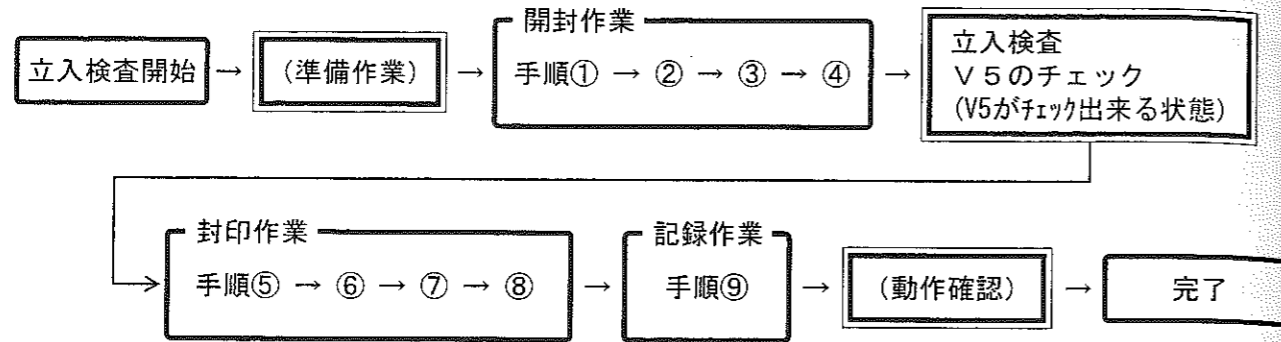 立入検査開始 → (準備作業) →
開封作業
手順① → ② → ③ → ④ →
立入検査
V5のチェック
(V5がチェック出来る状態)
封印作業
手順⑤ → ⑥ → ⑦ → ⑧ →
記録作業
手順⑨ → (動作確認) → 完了